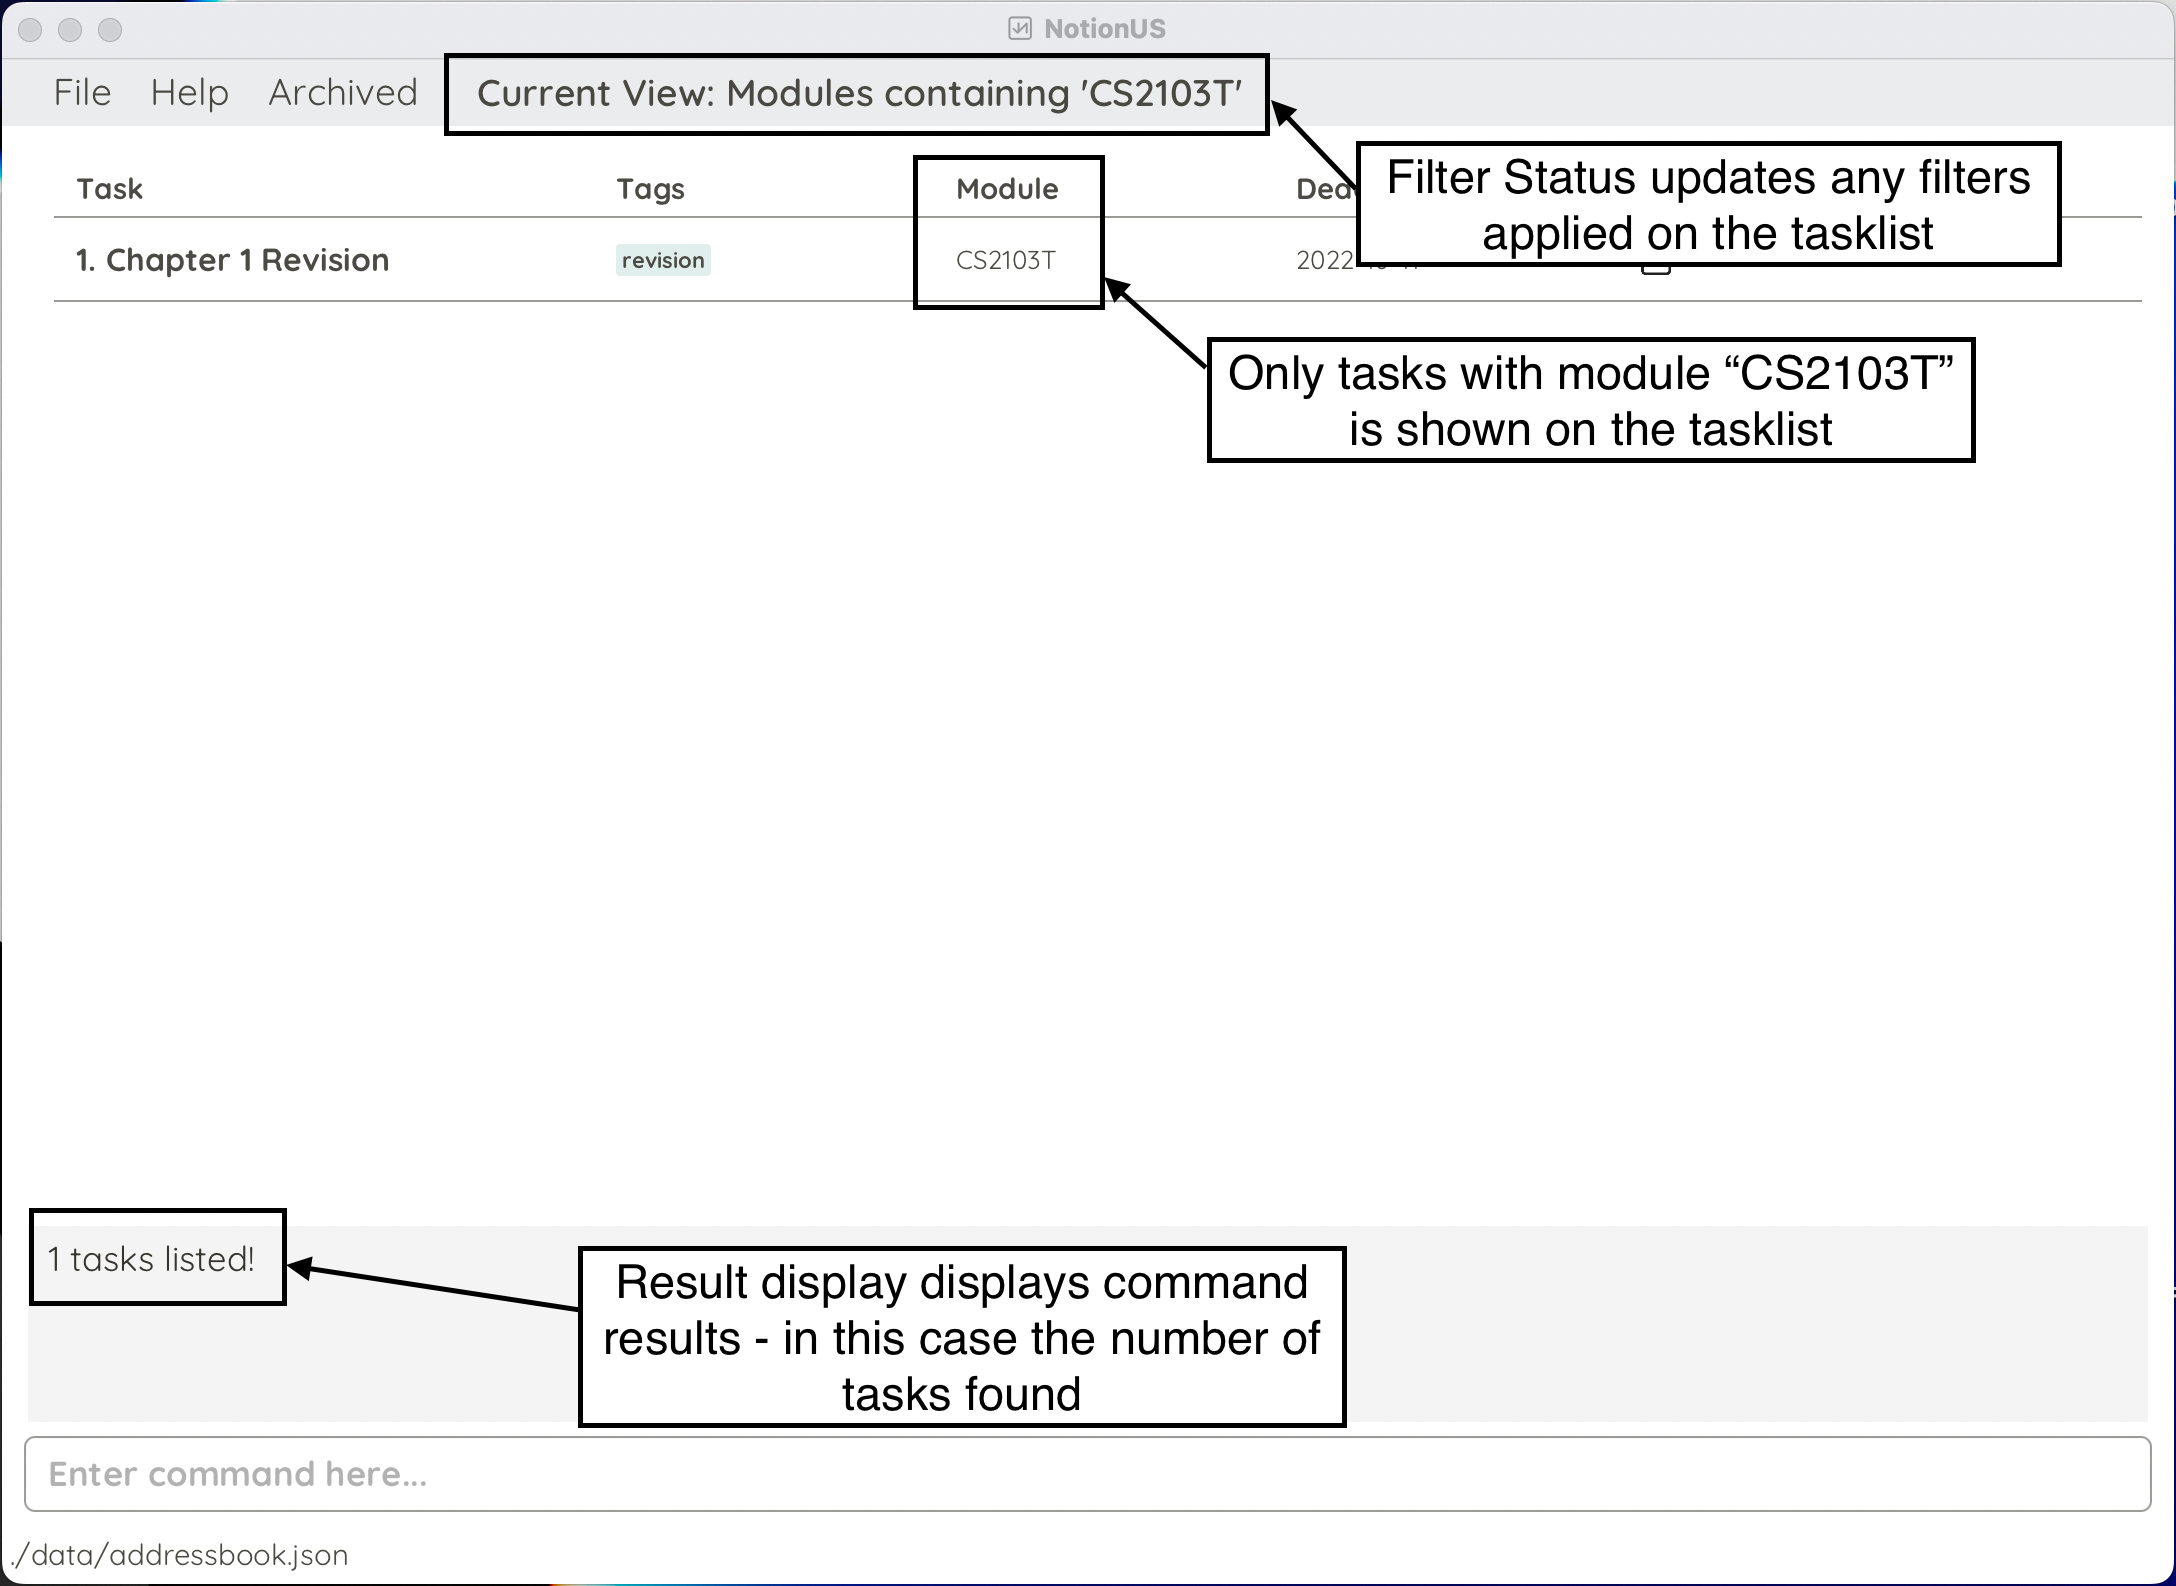 NotionUS
File Help Archived Current View: Modules containing 'CS2103T'
Filter Status updates any filters
applied on the tasklist
Task Tags Module
1. Chapter 1 Revision revision CS2103T 2022
Only tasks with module “CS2103T”
is shown on the tasklist
1 tasks listed!
Result display displays command
results - in this case the number of
tasks found
Enter command here...
./data/addressbook.json